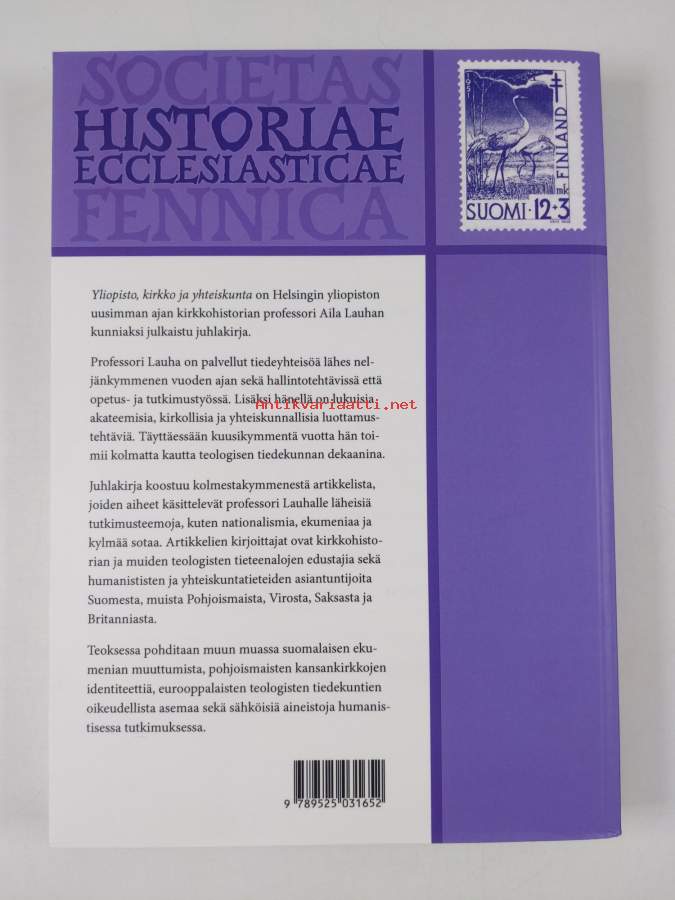 SOCIETAS
HISTORIAE
ECCLESIASTICAE
FENNICA
1951
FINLAND
mk
SUOMI · 12+3
Yliopisto, kirkko ja yhteiskunta on Helsingin yliopiston
uusimman ajan kirkkohistorian professori Aila Lauhan
kunniaksi julkaistu juhlakirja.
Professori Lauha on palvellut tiedeyhteisöä lähes nel-
jänkymmenen vuoden ajan sekä hallintotehtävissä että
opetus- ja tutkimustyössä. Lisäksi hänellä on lukuisia
Antikvariaatti.net
akateemisia, kirkollisia ja yhteiskunnallisia luottamus-
tehtäviä. Täyttäessään kuusikymmentä vuotta hän toi-
mii kolmatta kautta teologisen tiedekunnan dekaanina.
Juhlakirja koostuu kolmestakymmenestä artikkelista,
joiden aiheet käsittelevät professori Lauhalle läheisiä
tutkimusteemoja, kuten nationalismia, ekumeniaa ja
kylmää sotaa. Artikkelien kirjoittajat ovat kirkkohisto-
rian ja muiden teologisten tieteenalojen edustajia sekä
humanististen ja yhteiskuntatieteiden asiantuntijoita
Suomesta, muista Pohjoismaista, Virosta, Saksasta ja
Britanniasta.
Teoksessa pohditaan muun muassa suomalaisen eku-
menian muuttumista, pohjoismaisten kansankirkkojen
identiteettiä, eurooppalaisten teologisten tiedekuntien
oikeudellista asemaa sekä sähköisiä aineistoja humanis-
tisessa tutkimuksessa.
9 789525 031652